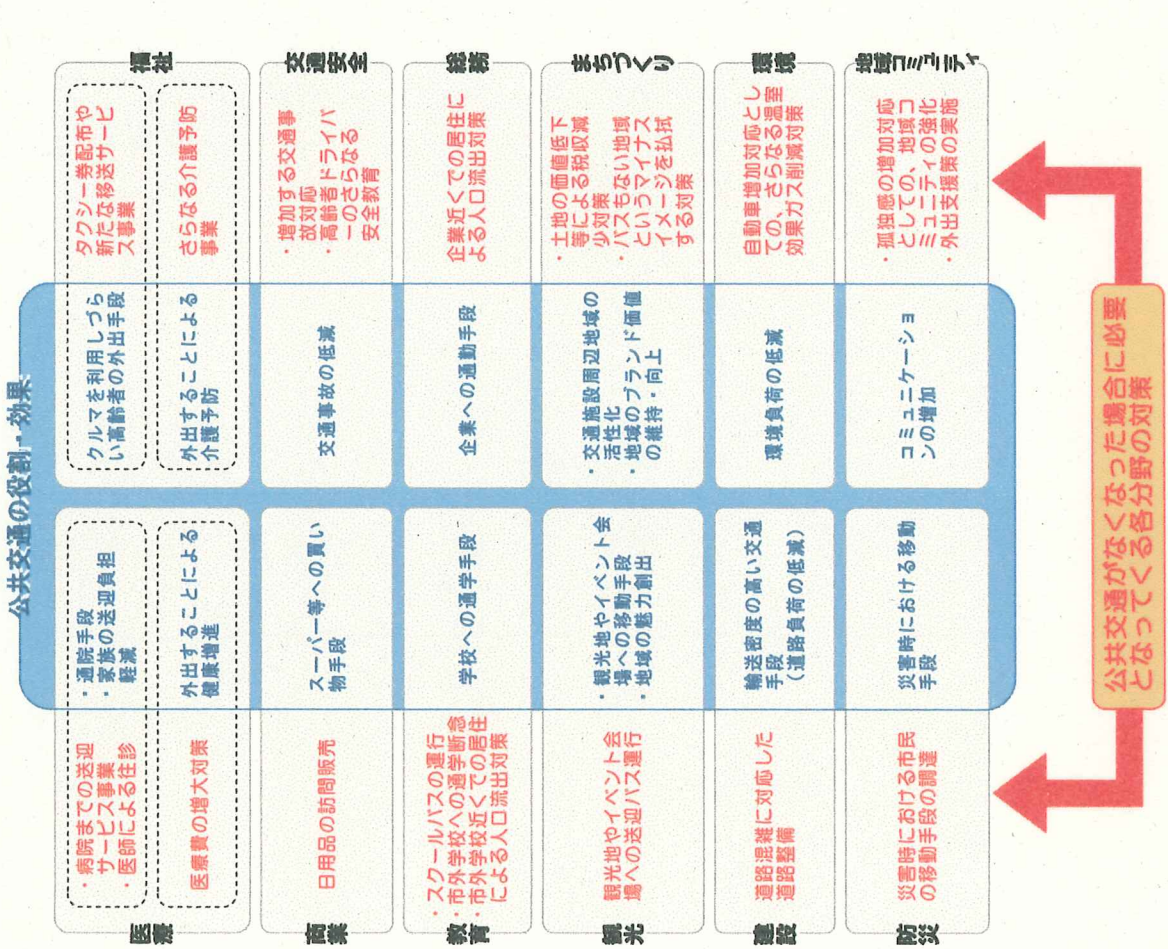 公共交通の役割・効果
医療
・病院までの送迎
サービス事業
・医師による往診
・通院手段
・家族の送迎負担
軽減
クルマを利用しづら
い高齢者の外出手段
タクシー券配布や
新たな移送サービ
ス事業
福祉
医療費の増大対策
外出することによる
健康増進
外出することによる
介護予防
さらなる介護予防
事業
商業
日用品の訪問販売
スーパー等への買い
物手段
交通事故の低減
・増加する交通事
故対応
・高齢者ドライバ
ーのさらなる
安全教育
交通安全
教育
・スクールバスの運行
・市外学校への通学断念
・市外学校近くでの居住
による人口流出対策
学校への通学手段
企業への通勤手段
企業近くでの居住に
よる人口流出対策
総務
観光
観光地やイベント会
場への送迎バス運行
・観光地やイベント会
場への移動手段
・地域の魅力創出
・交通施設周辺地域の
活性化
・地域のブランド価値
の維持・向上
・土地の価値低下
等による税収減
少対策
・バスもない地域
というマイナス
イメージを払拭
する対策
まちづくり
建設
道路混雑に対応した
道路整備
輸送密度の高い交通
手段
（道路負荷の低減）
環境負荷の低減
自動車増加対応とし
ての、さらなる温室
効果ガス削減対策
環境
防災
災害時における市民
の移動手段の調達
災害時における移動
手段
コミュニケーショ
ンの増加
・孤独感の増加対応
としての、地域コ
ミュニティの強化
・外出支援策の実施
地域コミュニティ
公共交通がなくなった場合に必要
となってくる各分野の対策